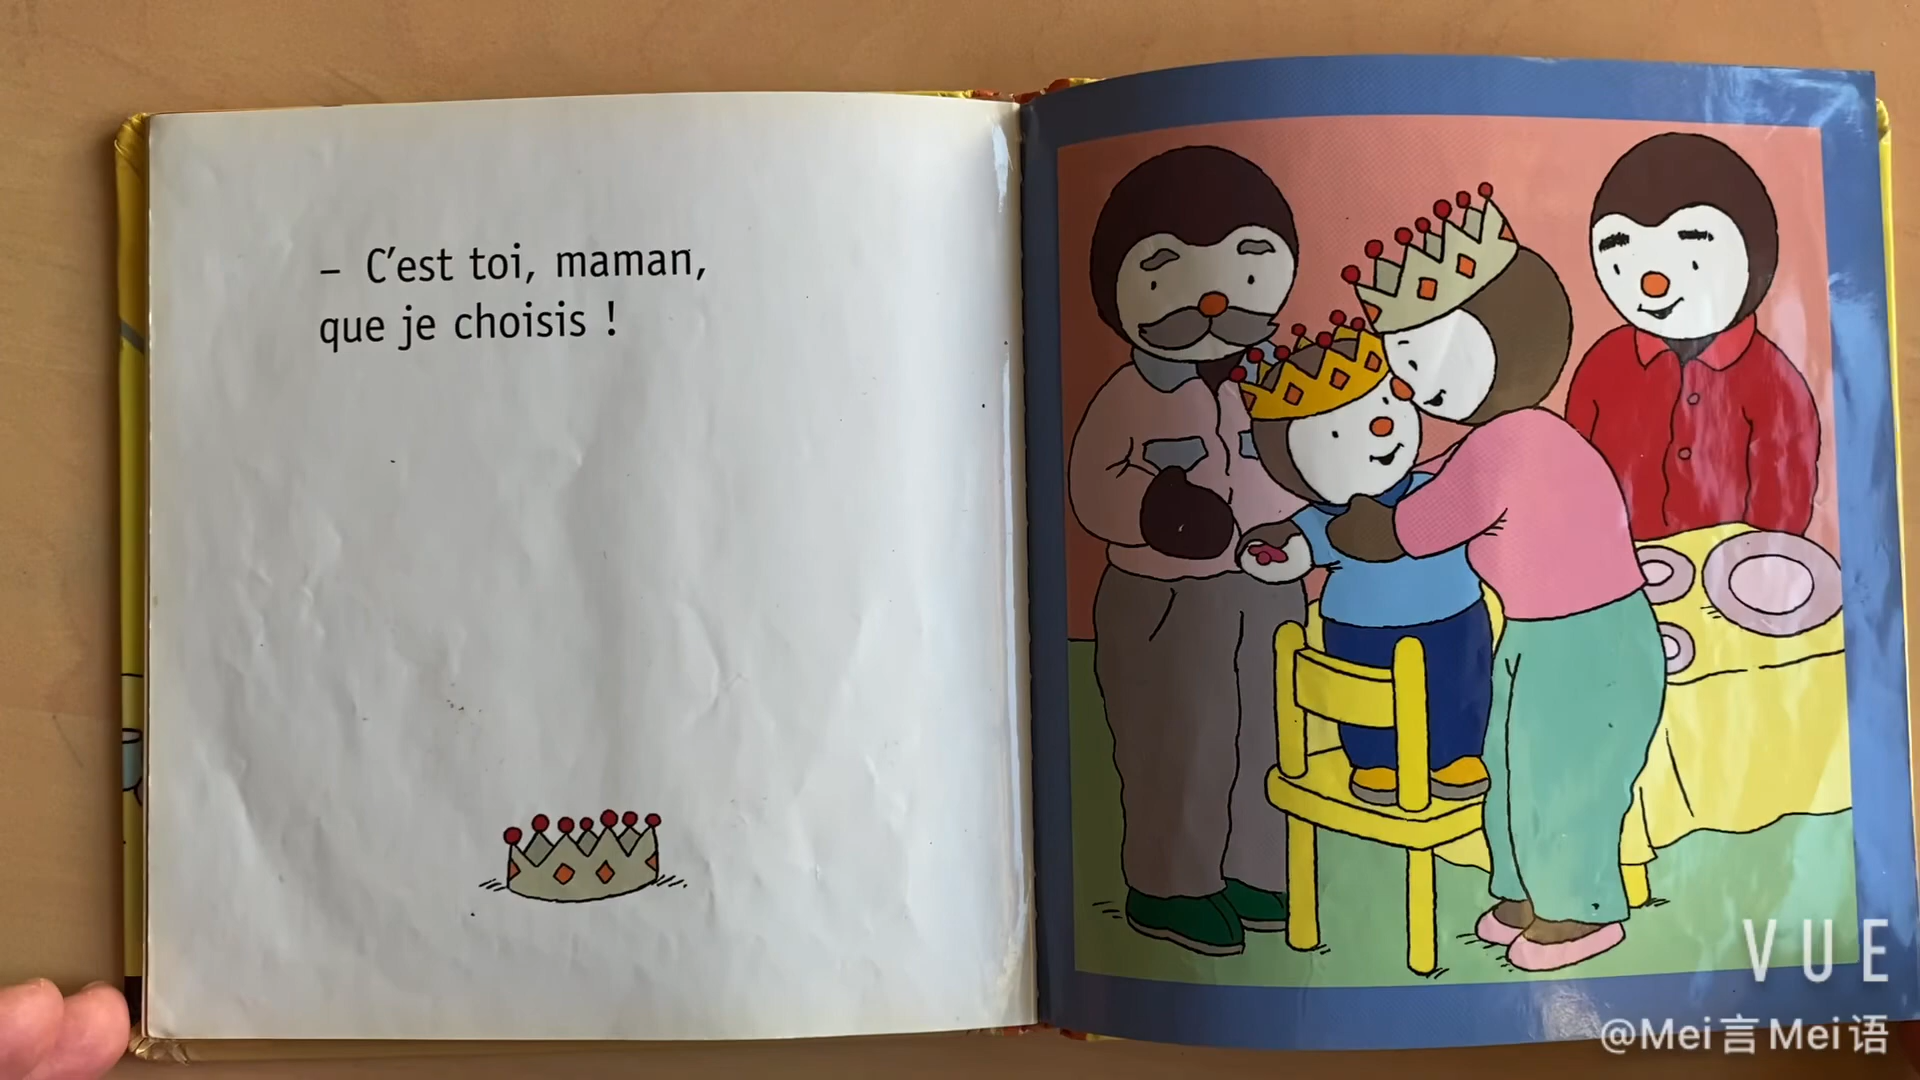 – C'est toi, maman,
que je choisis !
VUE
@Mei言Mei语